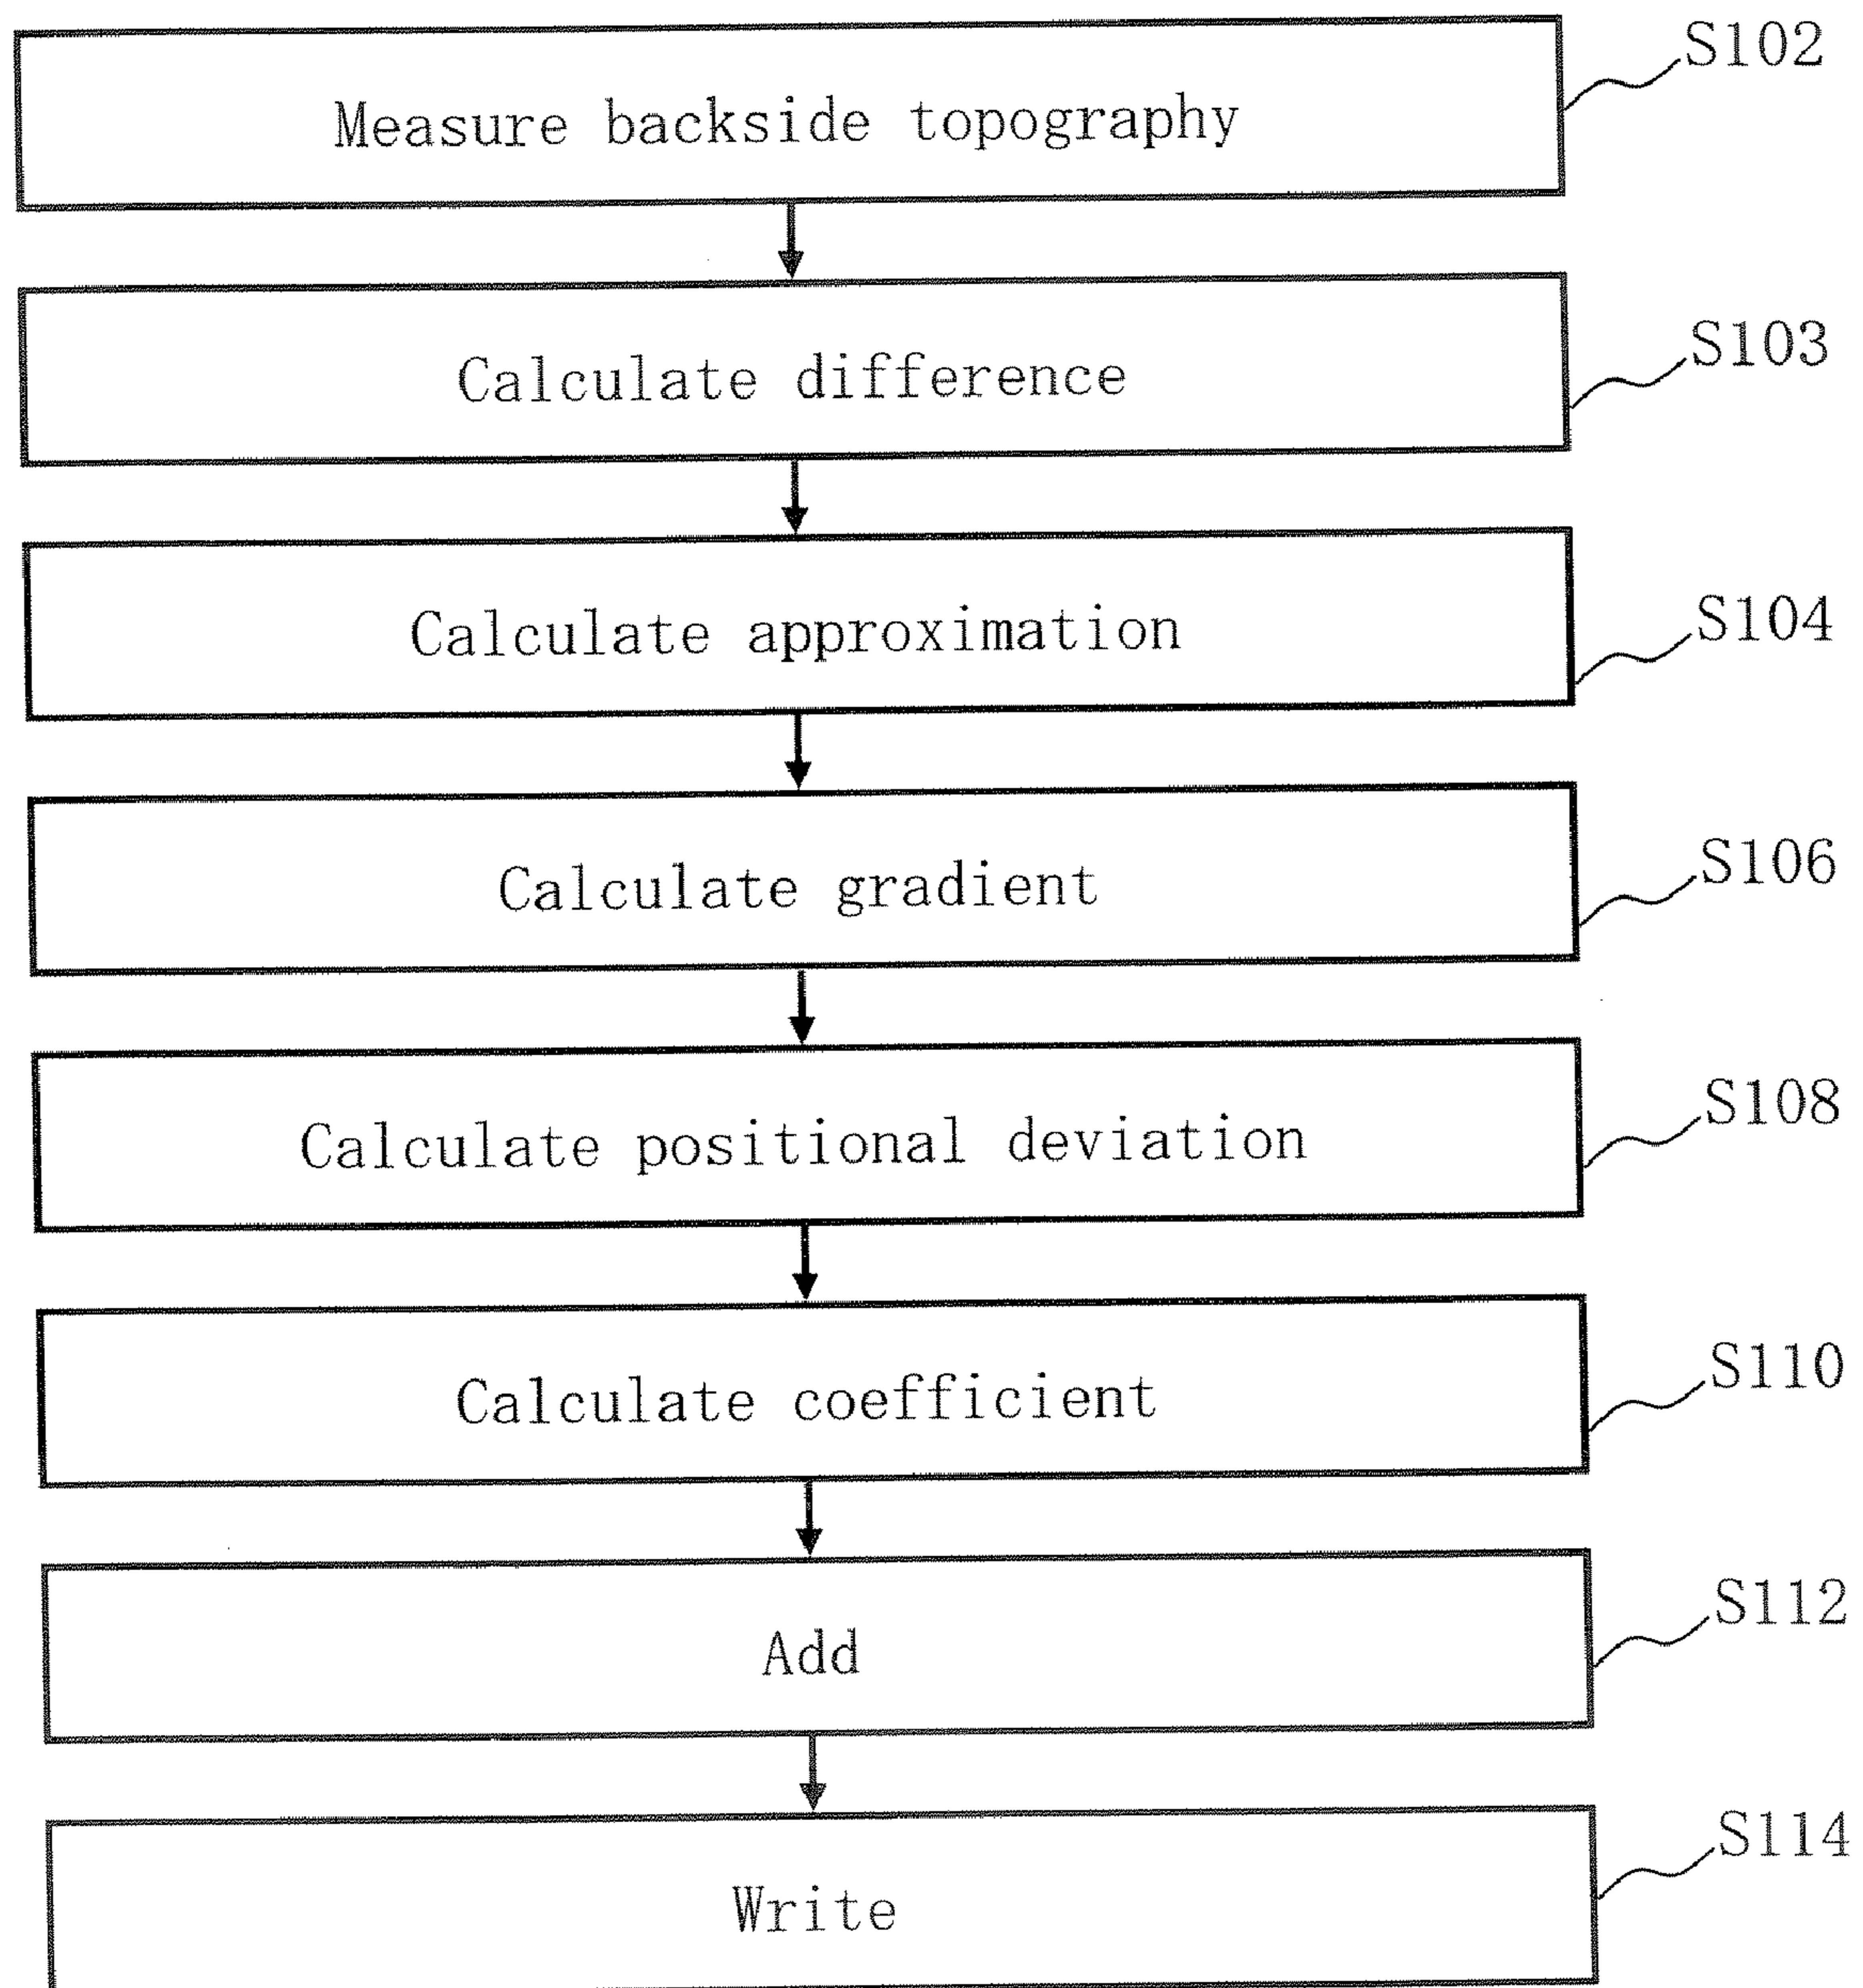 Measure backside topography
S102
Calculate difference
S103
Calculate approximation
S104
Calculate gradient
S106
Calculate positional deviation
S108
Calculate coefficient
S110
Add
S112
Write
S114